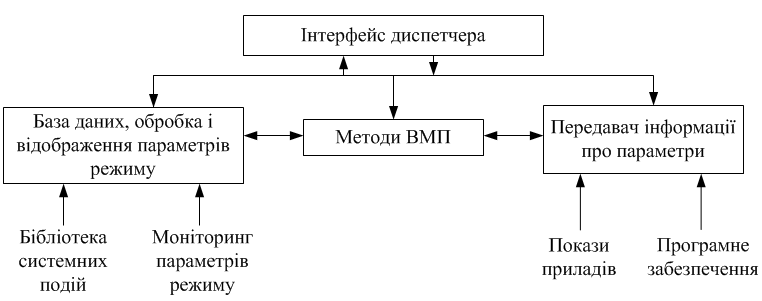 Інтерфейс диспетчера
База даних, обробка і
відображення параметрів
режиму
Методи ВМП
Передавач інформації
про параметри
Бібліотека
системних
подій
Моніторинг
параметрів
режиму
Покази
приладів
Програмне
забезпечення